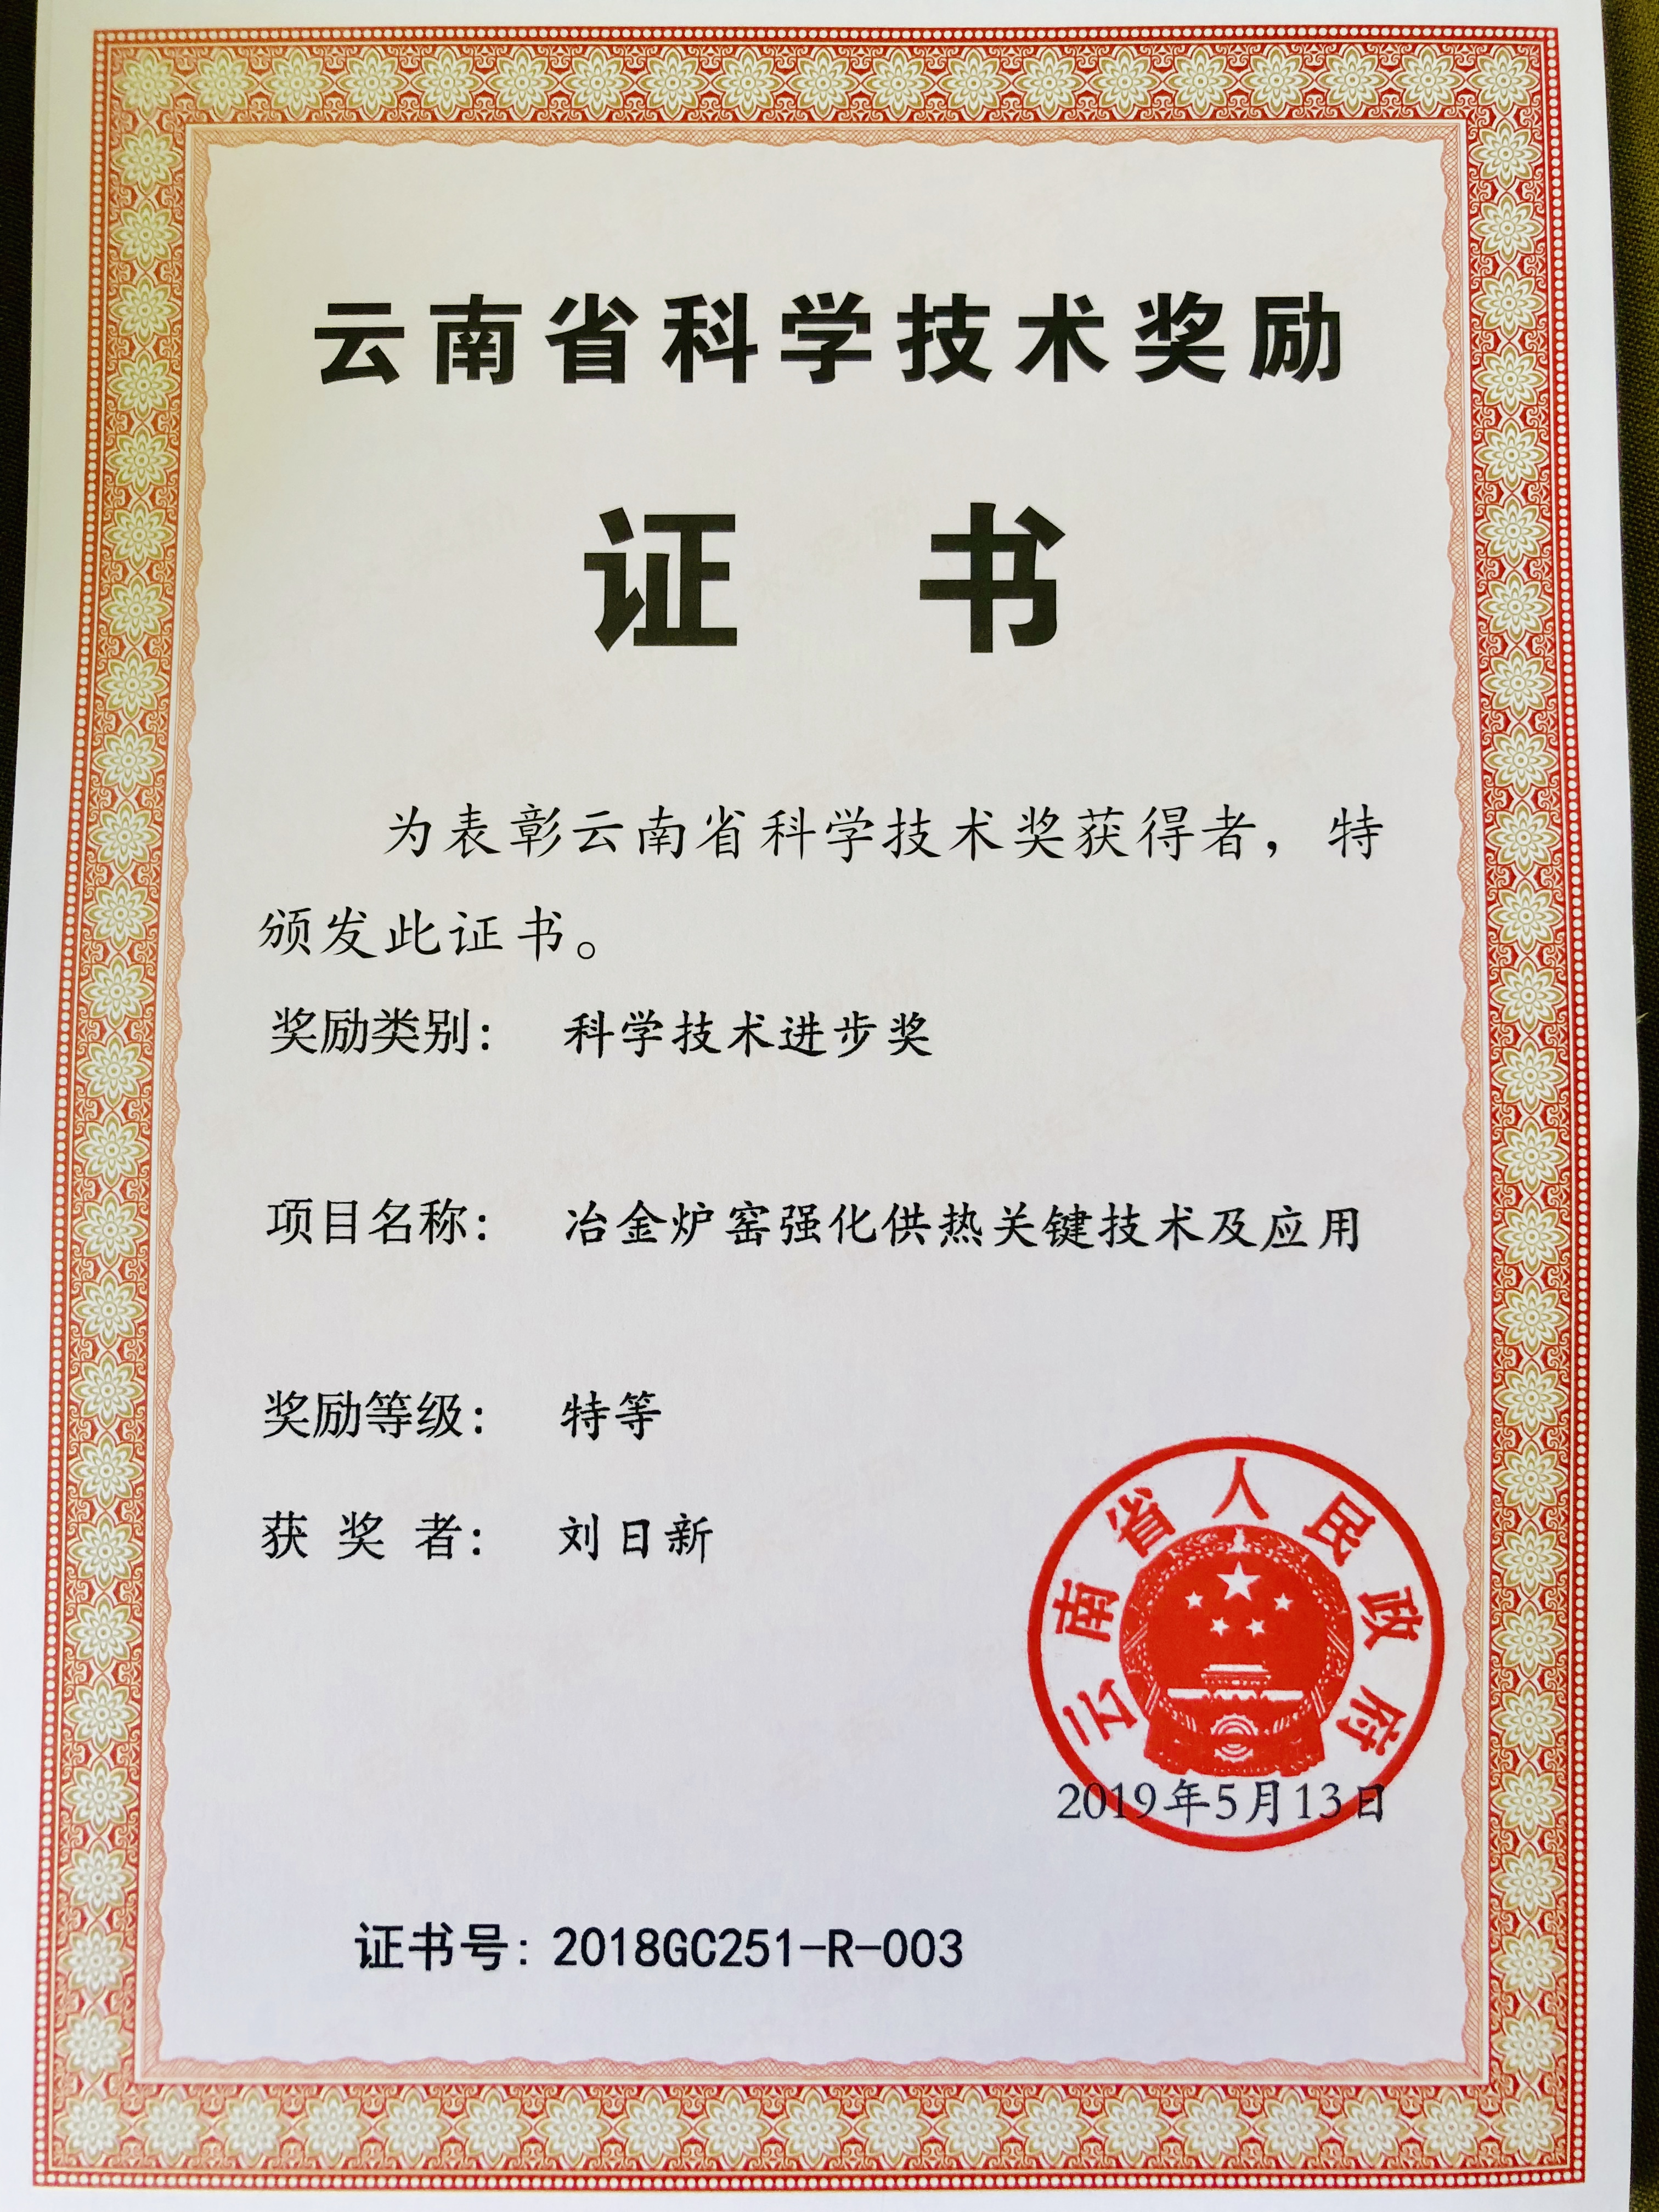 云南省科学技术奖励
证 书
为表彰云南省科学技术奖获得者，特
颁发此证书。
奖励类别： 科学技术进步奖
项目名称： 冶金炉窑强化供热关键技术及应用
奖励等级： 特等
获 奖 者： 刘日新
云南省人民政府
2019年5月13日
证书号：2018GC251-R-003